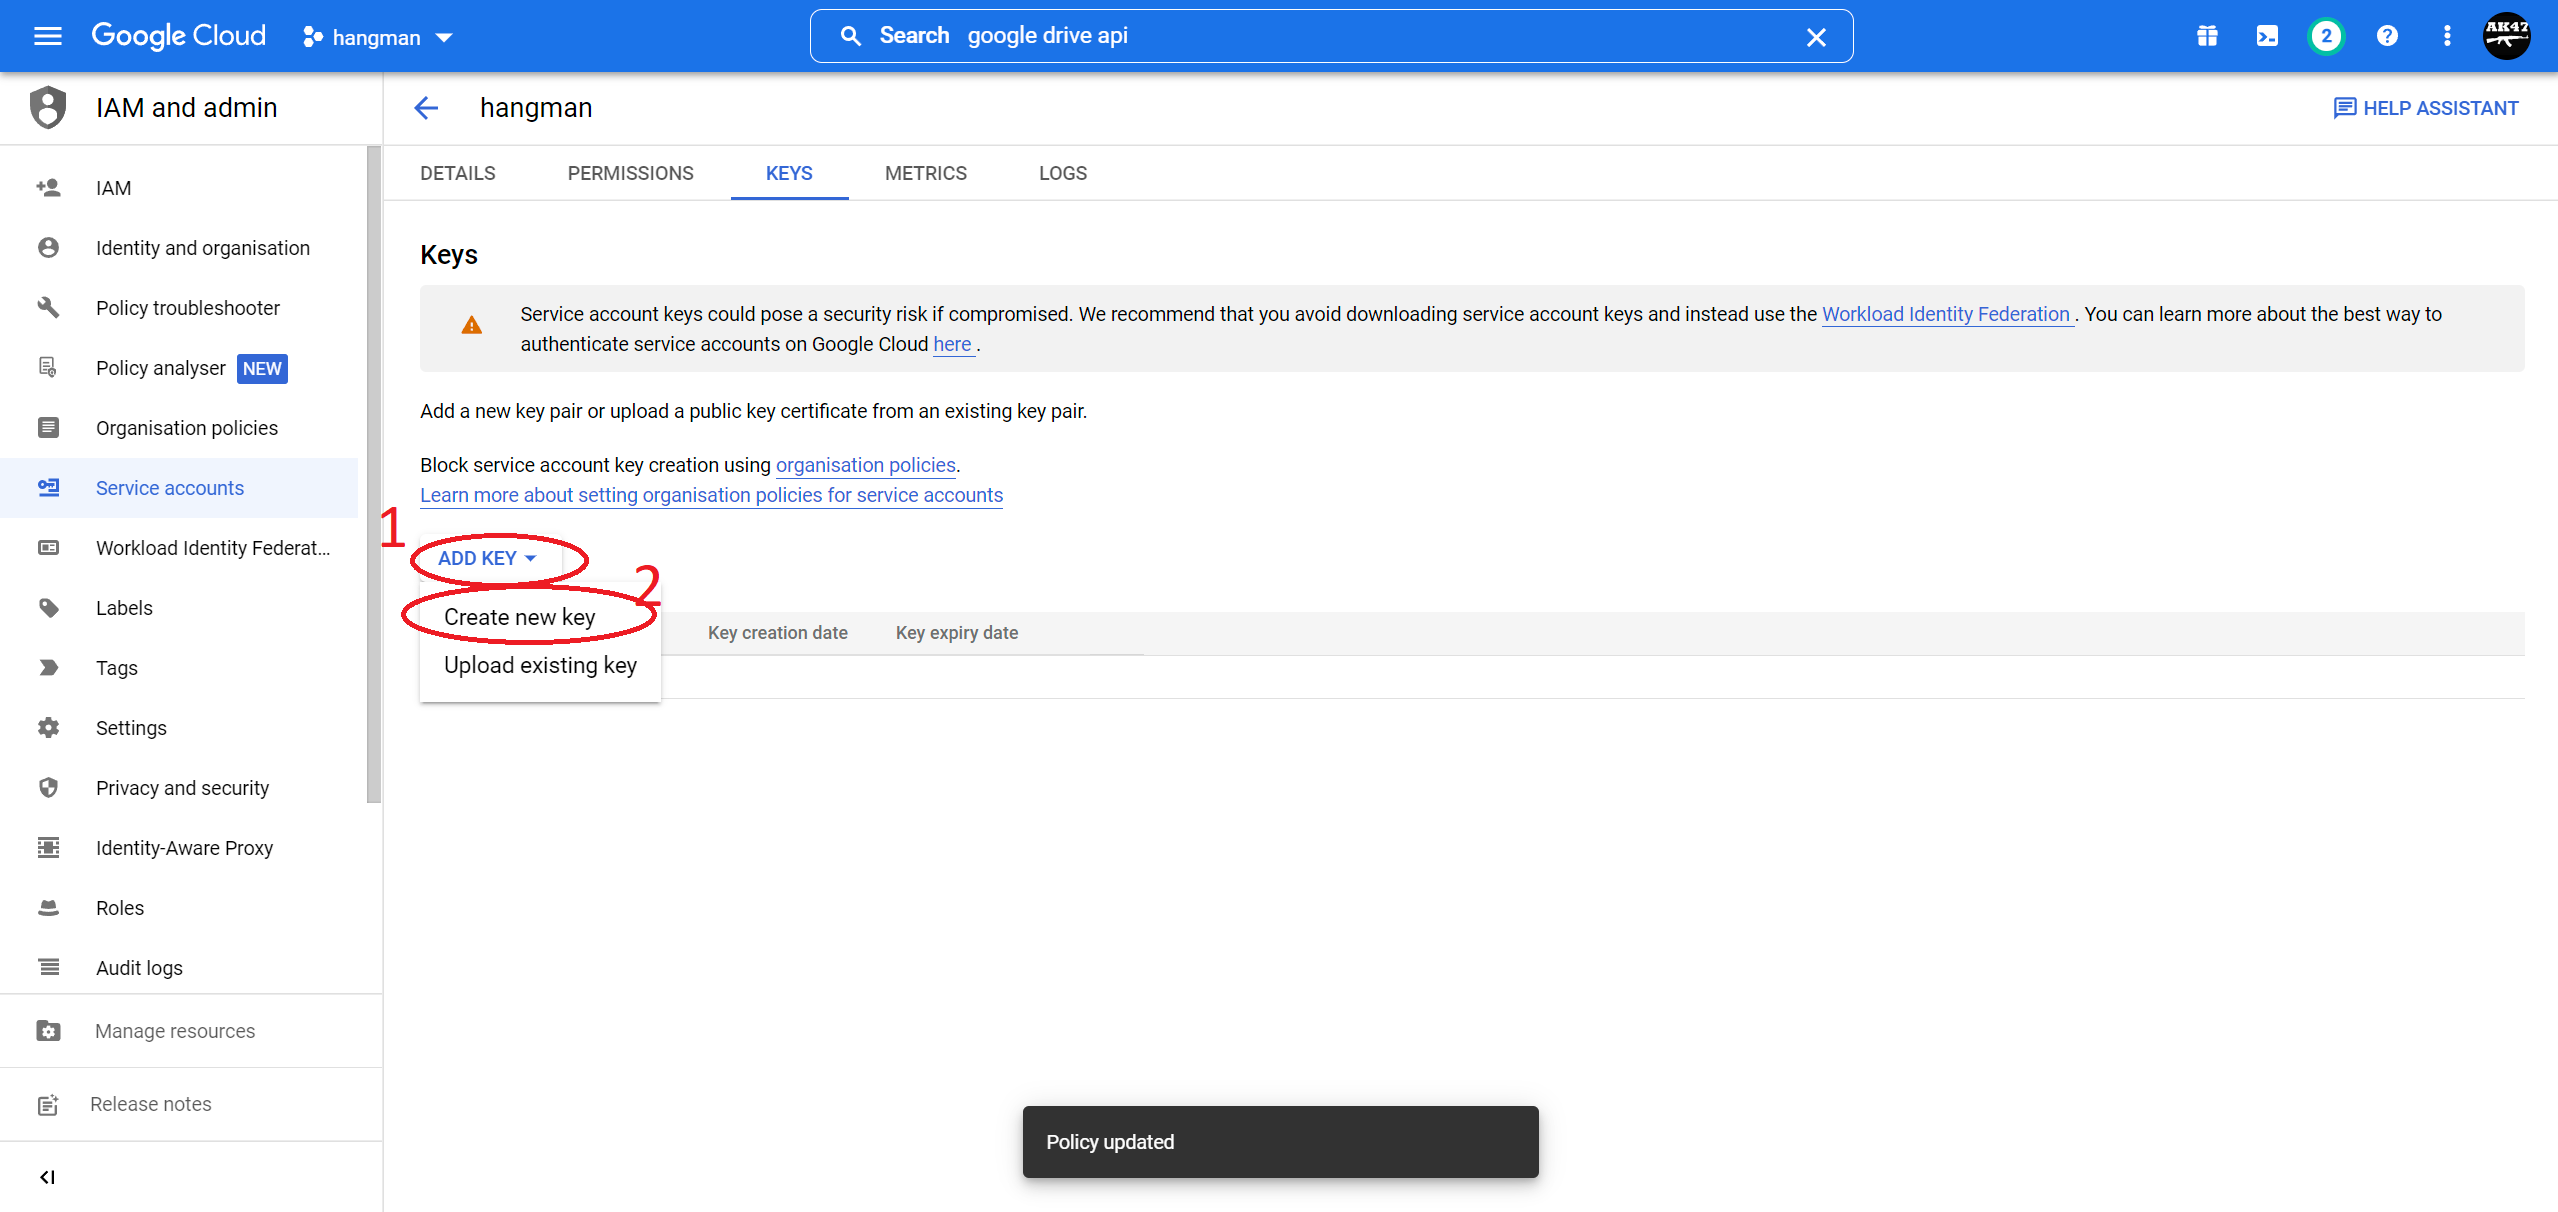 Google Cloud
hangman
Search google drive api
2
AK47
IAM and admin
hangman
HELP ASSISTANT
DETAILS
PERMISSIONS
KEYS
METRICS
LOGS
IAM
Identity and organisation
Policy troubleshooter
Policy analyser NEW
Organisation policies
Service accounts
Workload Identity Federat...
Labels
Tags
Settings
Privacy and security
Identity-Aware Proxy
Roles
Audit logs
Manage resources
Release notes
Keys
Service account keys could pose a security risk if compromised. We recommend that you avoid downloading service account keys and instead use the Workload Identity Federation . You can learn more about the best way to
authenticate service accounts on Google Cloud here .
Add a new key pair or upload a public key certificate from an existing key pair.
Block service account key creation using organisation policies.
Learn more about setting organisation policies for service accounts
1
ADD KEY
2
Create new key
Upload existing key
Key creation date
Key expiry date
Policy updated